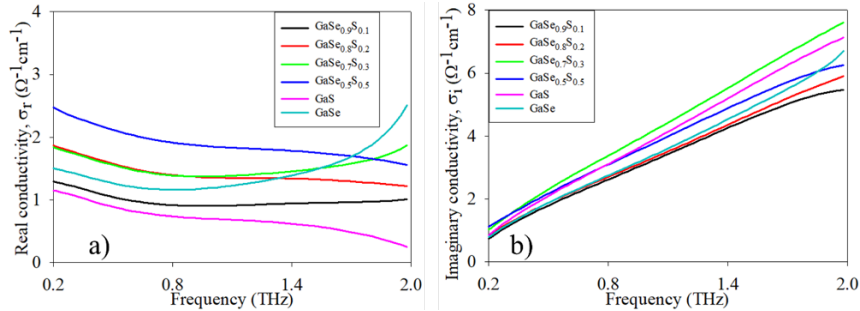 a)
Real conductivity, σr (Ω⁻¹cm⁻¹)
4
3
2
1
0
GaSe0.9S0.1
GaSe0.8S0.2
GaSe0.7S0.3
GaSe0.5S0.5
GaS
GaSe
0.2 0.8 1.4 2.0
Frequency (THz)
b)
Imaginary conductivity, σi (Ω⁻¹cm⁻¹)
8
6
4
2
0
GaSe0.9S0.1
GaSe0.8S0.2
GaSe0.7S0.3
GaSe0.5S0.5
GaS
GaSe
0.2 0.8 1.4 2.0
Frequency (THz)